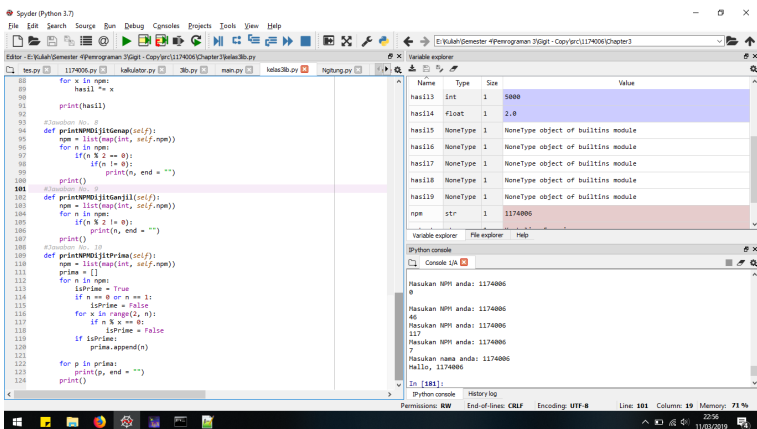 Spyder (Python 3.7)
File Edit Search Source Run Debug Consoles Projects Tools View Help
E:\Kuliah\Semester 4\Pemrograman 3\Gigit - Copy\src\1174006\Chapter3
Editor - E:\Kuliah\Semester 4\Pemrograman 3\Gigit - Copy\src\1174006\Chapter3\kelas3lib.py
tes.py 1174006.py kalkulator.py 3lib.py main.py kelas3lib.py Ngitung.py
88 for x in npm:
89 hasil *= x
90
91 print(hasil)
92
93 #Jawaban No. 8
94 def printNPMDijitGenap(self):
95 npm = list(map(int, self.npm))
96 for n in npm:
97 if(n % 2 == 0):
98 if(n != 0):
99 print(n, end = "")
100 print()
101 #Jawaban No. 9
102 def printNPMDijitGanjil(self):
103 npm = list(map(int, self.npm))
104 for n in npm:
105 if(n % 2 != 0):
106 print(n, end = "")
107 print()
108 #Jawaban No. 10
109 def printNPMDijitPrima(self):
110 npm = list(map(int, self.npm))
111 prima = []
112 for n in npm:
113 isPrime = True
114 if n == 0 or n == 1:
115 isPrime = False
116 for x in range(2, n):
117 if n % x == 0:
118 isPrime = False
119 if isPrime:
120 prima.append(n)
121
122 for p in prima:
123 print(p, end = "")
124 print()
Variable explorer
Name Type Size Value
hasil3 int 1 5000
hasil4 float 1 2.0
hasil5 NoneType 1 NoneType object of builtins module
hasil6 NoneType 1 NoneType object of builtins module
hasil7 NoneType 1 NoneType object of builtins module
hasil8 NoneType 1 NoneType object of builtins module
hasil9 NoneType 1 NoneType object of builtins module
npm str 1 1174006
Variable explorer File explorer Help
IPython console
Console 1/A
Masukan NPM anda: 1174006
0
Masukan NPM anda: 1174006
46
Masukan NPM anda: 1174006
117
Masukan NPM anda: 1174006
7
Masukan nama anda: 1174006
Hallo, 1174006
In [181]:
IPython console History log
Permissions: RW End-of-lines: CRLF Encoding: UTF-8 Line: 101 Column: 19 Memory: 71 %
22:56
11/03/2019